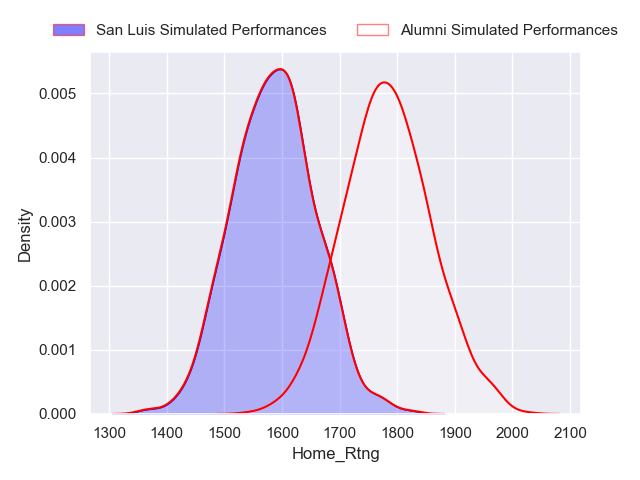 San Luis Simulated Performances Alumni Simulated Performances
0.005
0.004
0.003
0.002
0.001
0.000
Density
1300 1400 1500 1600 1700 1800 1900 2000 2100
Home_Rtng